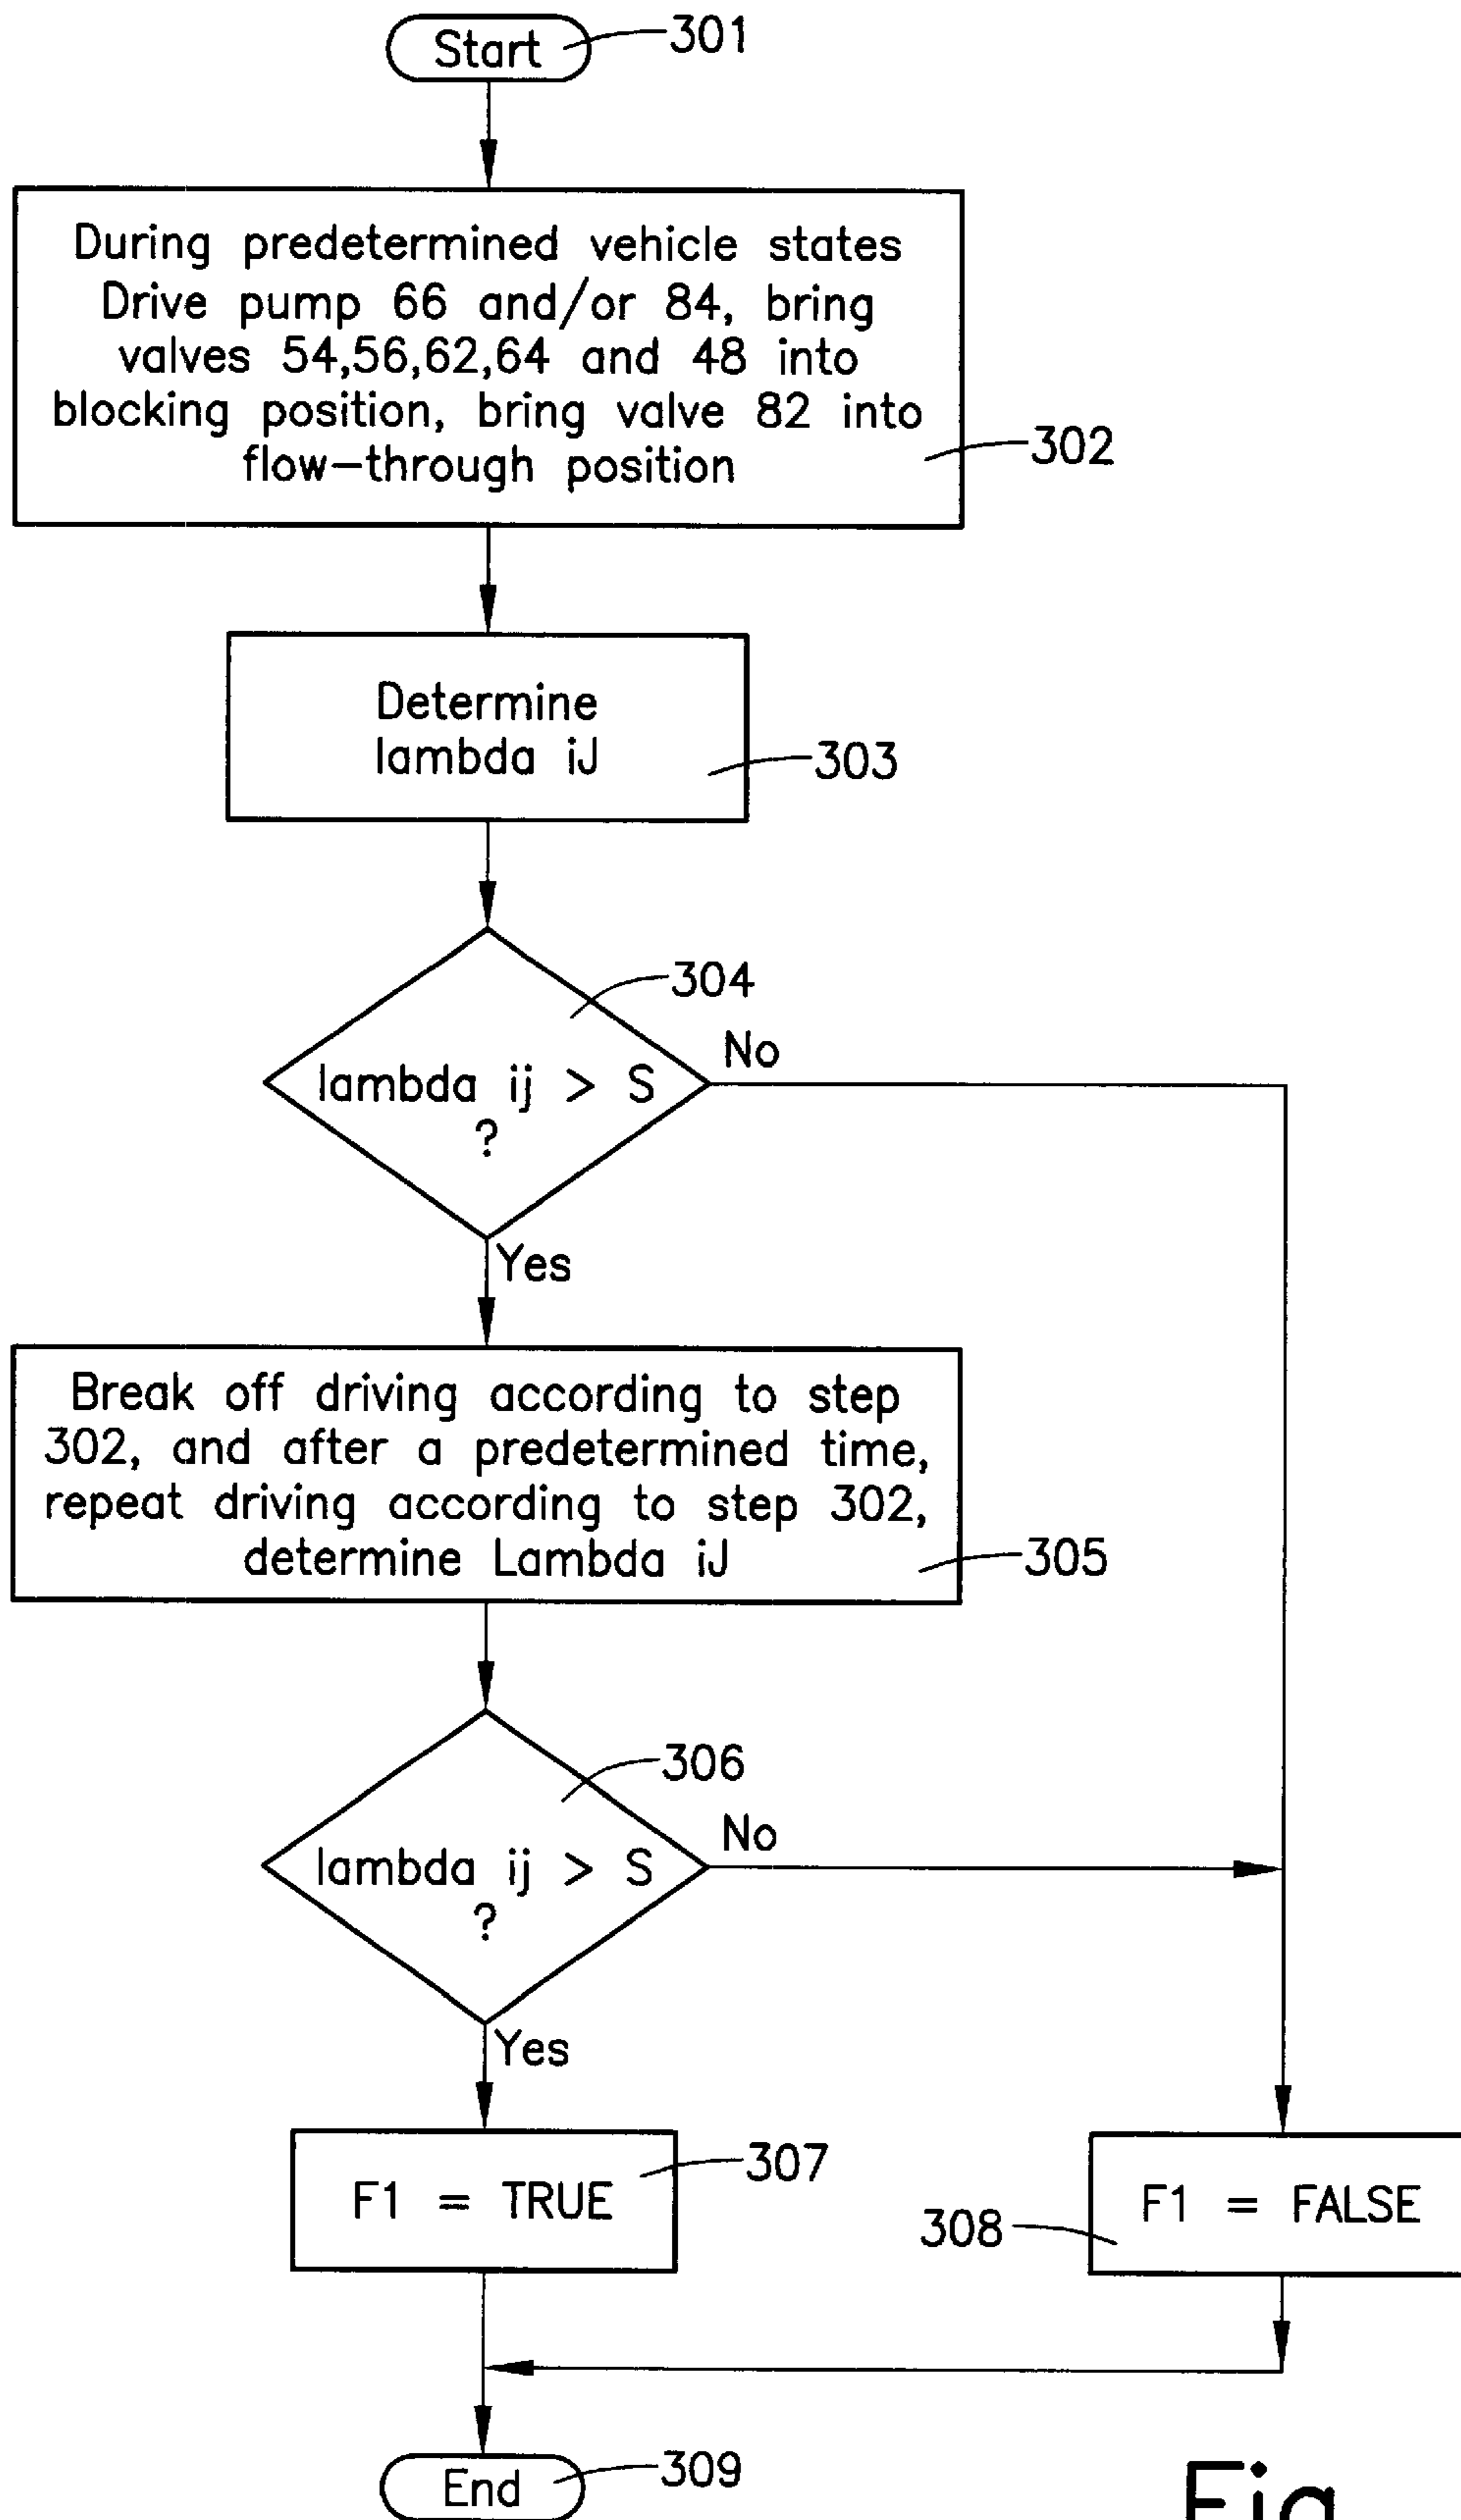 Start
301
During predetermined vehicle states
Drive pump 66 and/or 84, bring
valves 54,56,62,64 and 48 into
blocking position, bring valve 82 into
flow-through position
302
Determine
lambda iJ
303
304
lambda ij > S
?
No
Yes
Break off driving according to step
302, and after a predetermined time,
repeat driving according to step 302,
determine Lambda iJ
305
306
lambda ij > S
?
No
Yes
F1 = TRUE
307
308
F1 = FALSE
End
309
Fig